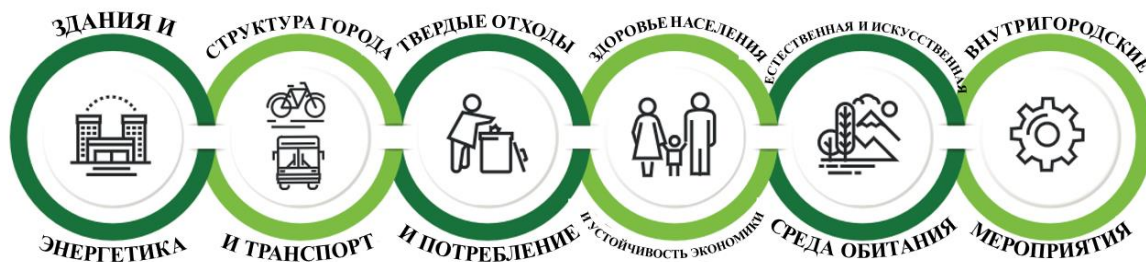 ЗДАНИЯ И
ЭНЕРГЕТИКА
СТРУКТУРА ГОРОДА
И ТРАНСПОРТ
ТВЕРДЫЕ ОТХОДЫ
И ПОТРЕБЛЕНИЕ
ЗДОРОВЬЕ НАСЕЛЕНИЯ
И УСТОЙЧИВОСТЬ ЭКОНОМИКИ
ЕСТЕСТВЕННАЯ И ИСКУССТВЕННАЯ
СРЕДА ОБИТАНИЯ
ВНУТРИГОРОДСКИЕ
МЕРОПРИЯТИЯ